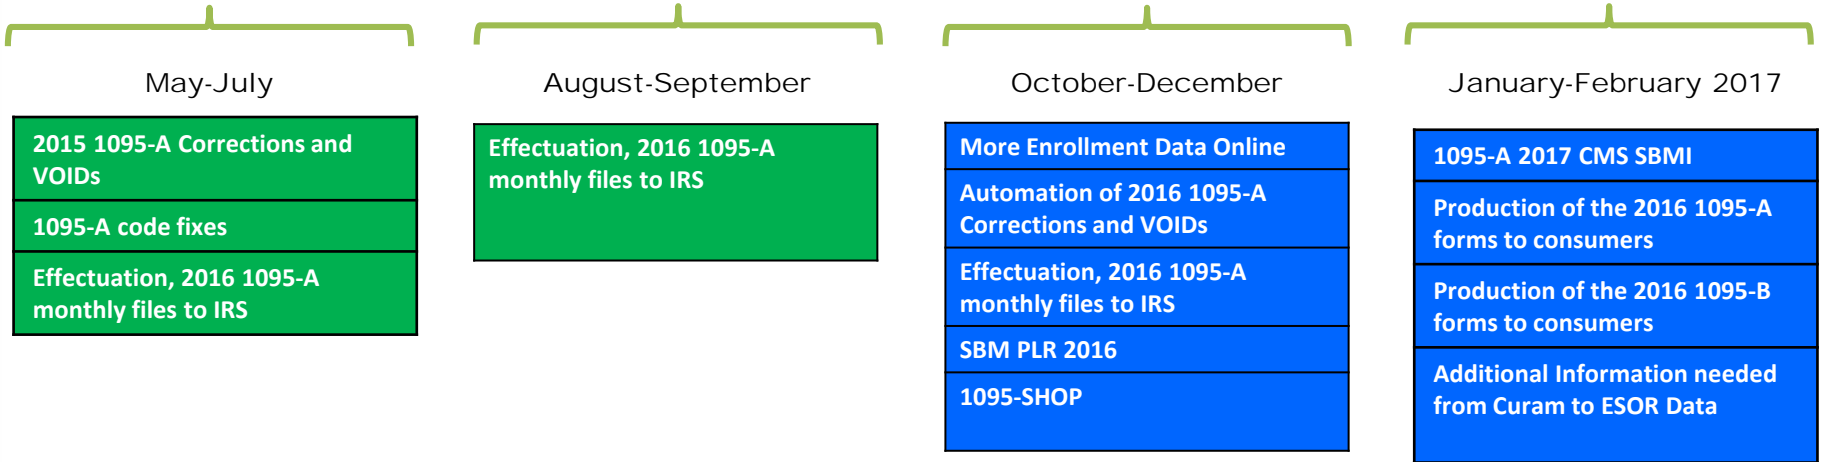 May-July
2015 1095-A Corrections and
VOIDs
1095-A code fixes
Effectuation, 2016 1095-A
monthly files to IRS
August-September
Effectuation, 2016 1095-A
monthly files to IRS
October-December
More Enrollment Data Online
Automation of 2016 1095-A
Corrections and VOIDs
Effectuation, 2016 1095-A
monthly files to IRS
SBM PLR 2016
1095-SHOP
January-February 2017
1095-A 2017 CMS SBMI
Production of the 2016 1095-A
forms to consumers
Production of the 2016 1095-B
forms to consumers
Additional Information needed
from Curam to ESOR Data